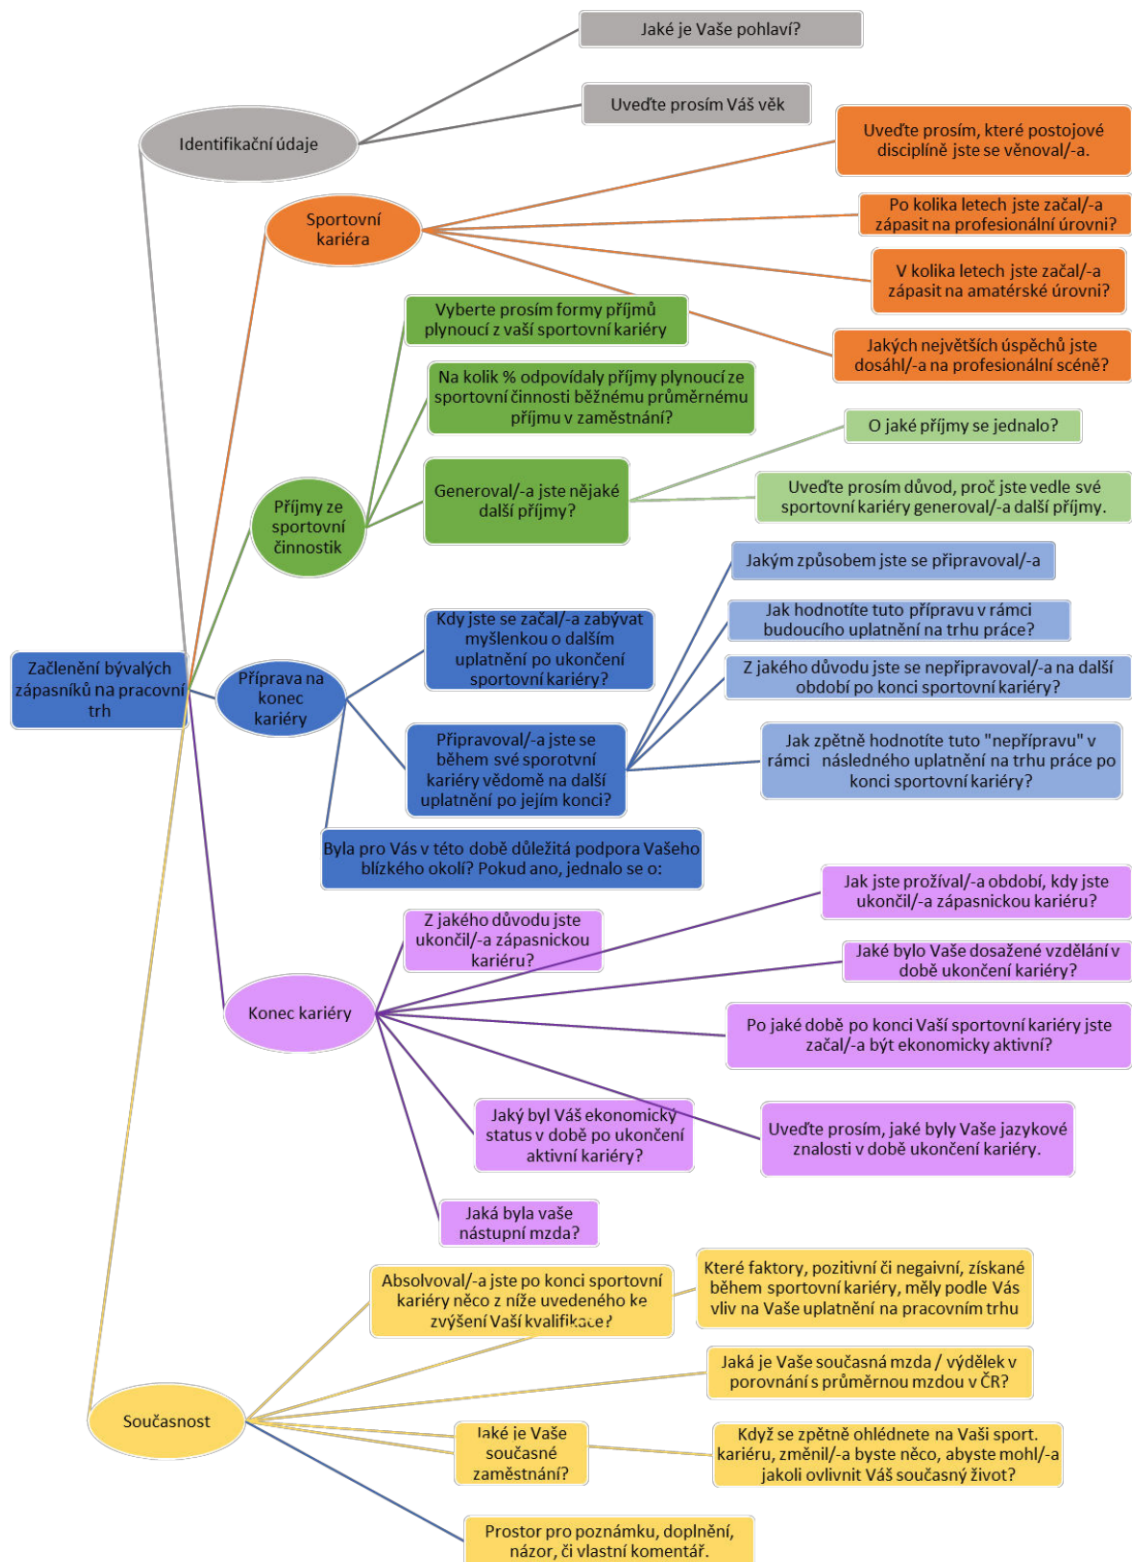 Jaké je Vaše pohlaví?
Uveďte prosím Váš věk
Identifikační údaje
Uveďte prosím, které postojové
disciplíně jste se věnoval/-a.
Po kolika letech jste začal/-a
zápasit na profesionální úrovni?
Sportovní
kariéra
V kolika letech jste začal/-a
zápasit na amatérské úrovni?
Jakých největších úspěchů jste
dosáhl/-a na profesionální scéně?
Vyberte prosím formy příjmů
plynoucí z vaší sportovní kariéry
Na kolik % odpovídaly příjmy plynoucí ze
sportovní činnosti běžnému průměrnému
příjmu v zaměstnání?
O jaké příjmy se jednalo?
Generoval/-a jste nějaké
další příjmy?
Uveďte prosím důvod, proč jste vedle své
sportovní kariéry generoval/-a další příjmy.
Příjmy ze
sportovní
činnostik
Jakým způsobem jste se připravoval/-a
Kdy jste se začal/-a zabývat
myšlenkou o dalším
uplatnění po ukončení
sportovní kariéry?
Jak hodnotíte tuto přípravu v rámci
budoucího uplatnění na trhu práce?
Z jakého důvodu jste se nepřipravoval/-a na další
období po konci sportovní kariéry?
Začlenění bývalých
zápasníků na pracovní
trh
Příprava na
konec
kariéry
Připravoval/-a jste se
během své sporotvní
kariéry vědomě na další
uplatnění po jejím konci?
Jak zpětně hodnotíte tuto "nepřípravu" v
rámci následného uplatnění na trhu práce po
konci sportovní kariéry?
Byla pro Vás v této době důležitá podpora Vašeho
blízkého okolí? Pokud ano, jednalo se o:
Jak jste prožíval/-a období, kdy jste
ukončil/-a zápasnickou kariéru?
Z jakého důvodu jste
ukončil/-a zápasnickou
kariéru?
Jaké bylo Vaše dosažené vzdělání v
době ukončení kariéry?
Konec kariéry
Po jaké době po konci Vaší sportovní kariéry jste
začal/-a být ekonomicky aktivní?
Jaký byl Váš ekonomický
status v době po ukončení
aktivní kariéry?
Uveďte prosím, jaké byly Vaše jazykové
znalosti v době ukončení kariéry.
Jaká byla vaše
nástupní mzda?
Absolvoval/-a jste po konci sportovní
kariéry něco z níže uvedeného ke
zvýšení Vaší kvalifikace?
Které faktory, pozitivní či negaivní, získané
během sportovní kariéry, měly podle Vás
vliv na Vaše uplatnění na pracovním trhu
Jaká je Vaše současná mzda / výdělek v
porovnání s průměrnou mzdou v ČR?
Současnost
Jaké je Vaše
současné
zaměstnání?
Když se zpětně ohlédnete na Vaši sport.
kariéru, změnil/-a byste něco, abyste mohl/-a
jakoli ovlivnit Váš současný život?
Prostor pro poznámku, doplnění,
názor, či vlastní komentář.